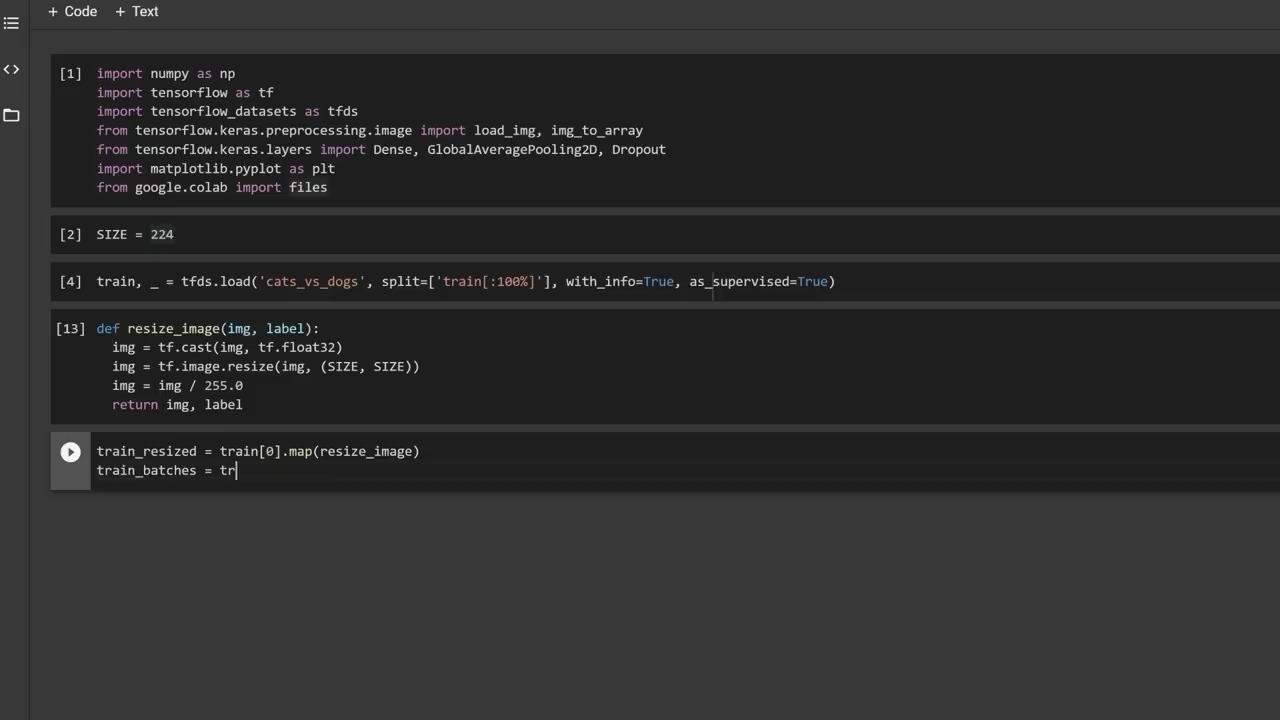 + Code + Text
[1] import numpy as np
import tensorflow as tf
import tensorflow_datasets as tfds
from tensorflow.keras.preprocessing.image import load_img, img_to_array
from tensorflow.keras.layers import Dense, GlobalAveragePooling2D, Dropout
import matplotlib.pyplot as plt
from google.colab import files
[2] SIZE = 224
[4] train, _ = tfds.load('cats_vs_dogs', split=['train[:100%]'], with_info=True, as_supervised=True)
[13] def resize_image(img, label):
  img = tf.cast(img, tf.float32)
  img = tf.image.resize(img, (SIZE, SIZE))
  img = img / 255.0
  return img, label
train_resized = train[0].map(resize_image)
train_batches = tr